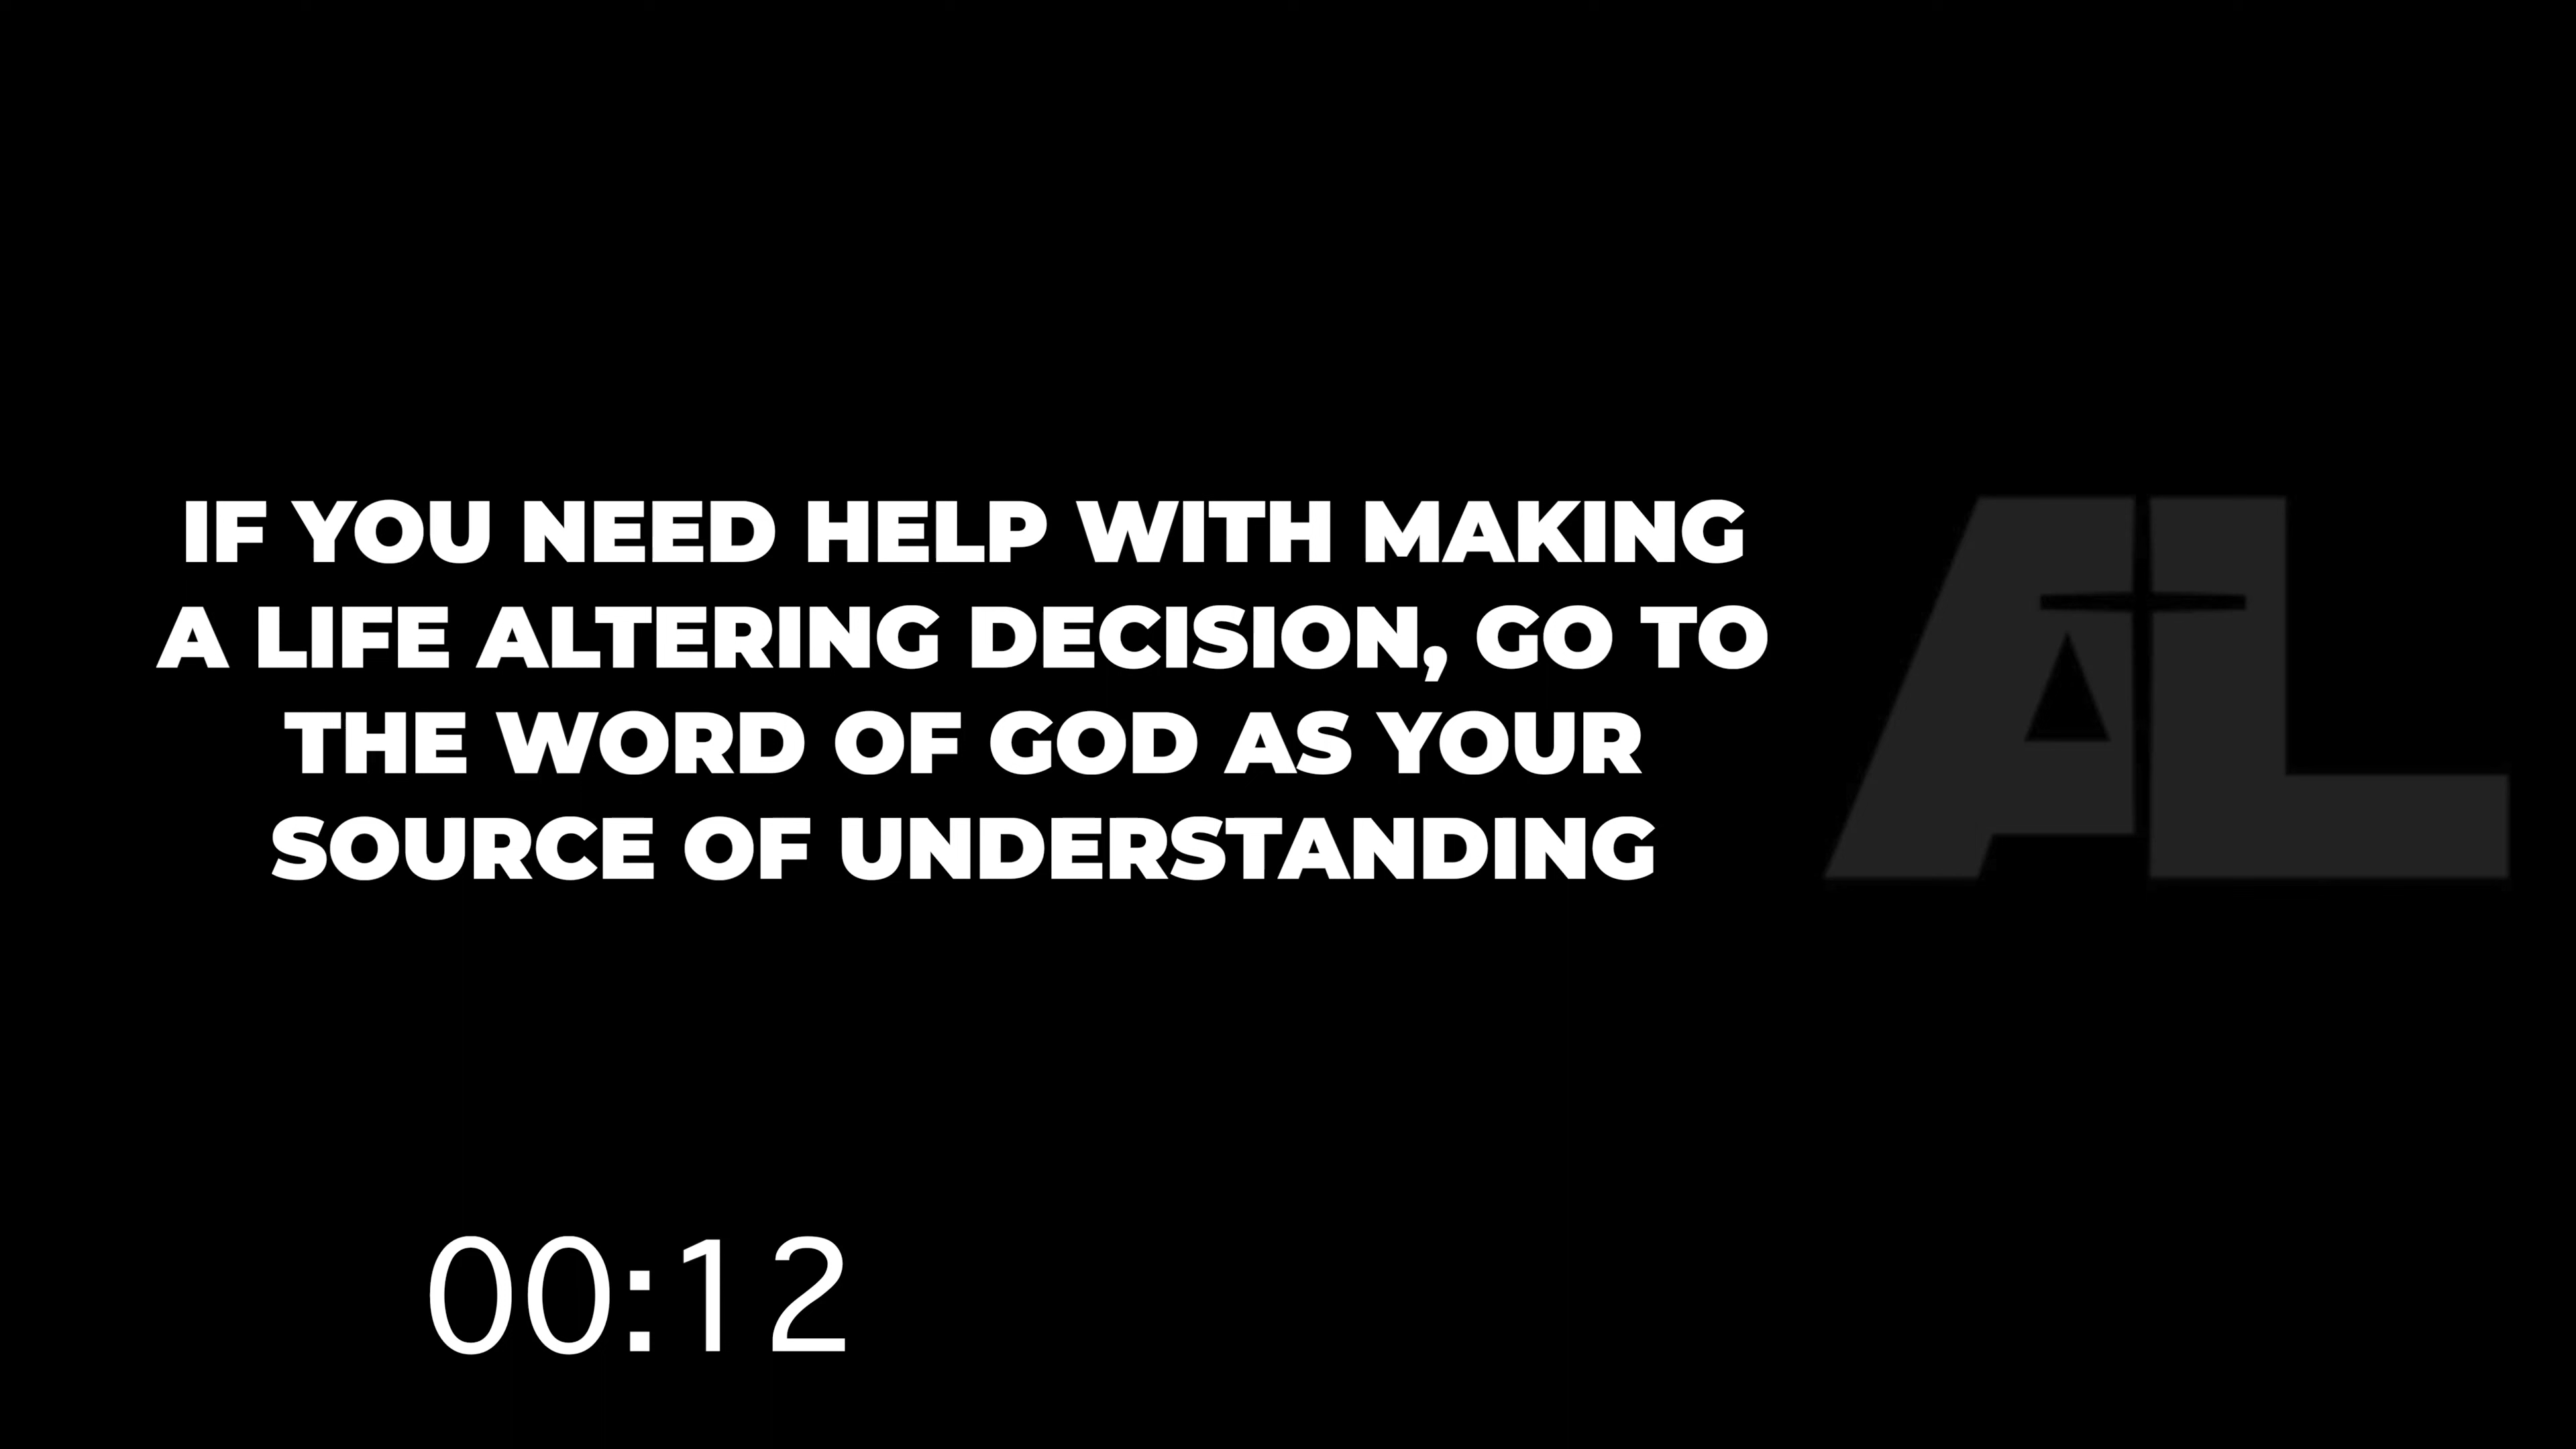 IF YOU NEED HELP WITH MAKING
A LIFE ALTERING DECISION, GO TO
THE WORD OF GOD AS YOUR
SOURCE OF UNDERSTANDING
AL
00:12